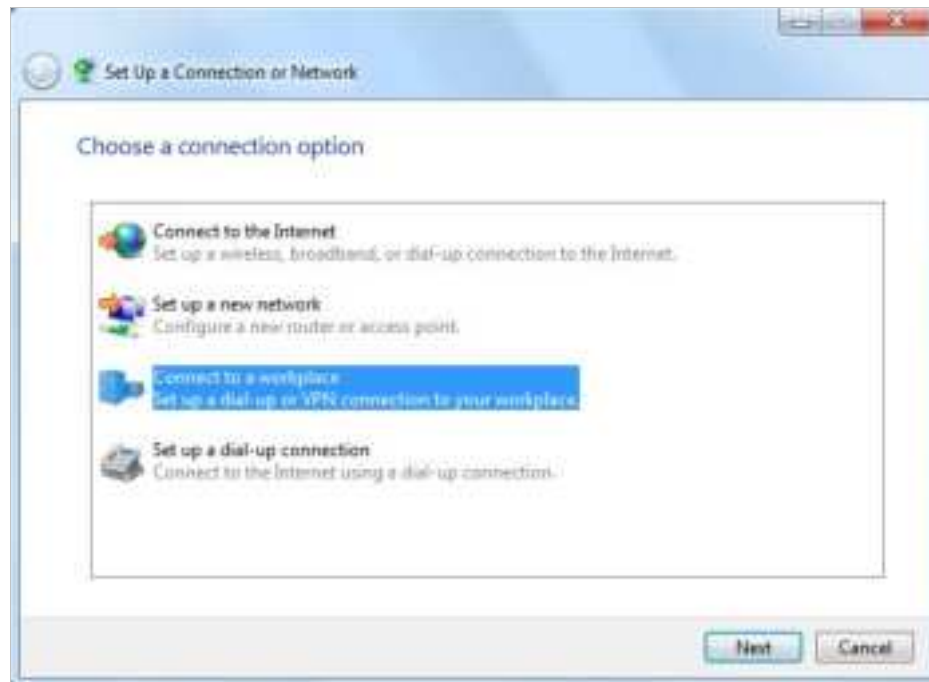 Set Up a Connection or Network
Choose a connection option
Connect to the Internet
Set up a wireless, broadband, or dial-up connection to the Internet.
Set up a new network
Configure a new router or access point.
Connect to a workplace
Set up a dial-up or VPN connection to your workplace.
Set up a dial-up connection
Connect to the Internet using a dial-up connection.
Next Cancel